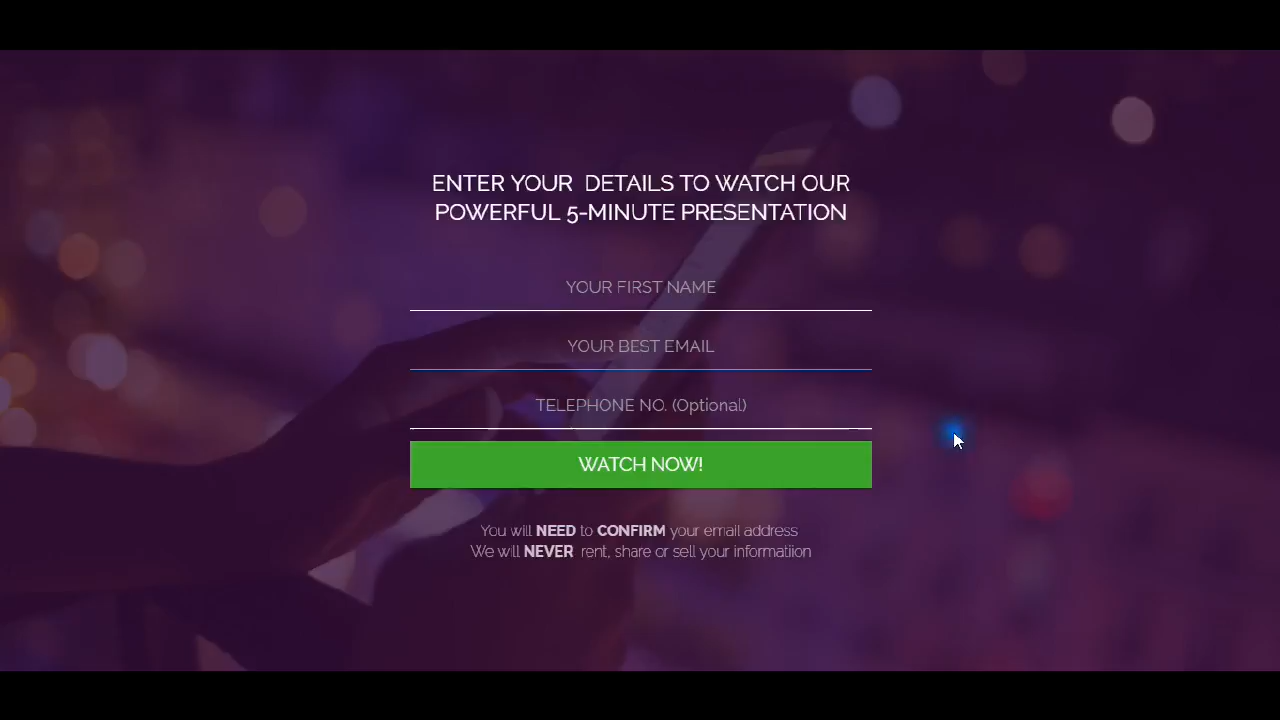 ENTER YOUR DETAILS TO WATCH OUR
POWERFUL 5-MINUTE PRESENTATION
YOUR FIRST NAME
YOUR BEST EMAIL
TELEPHONE NO. (Optional)
WATCH NOW!
You will NEED to CONFIRM your email address
We will NEVER rent, share or sell your informatiion